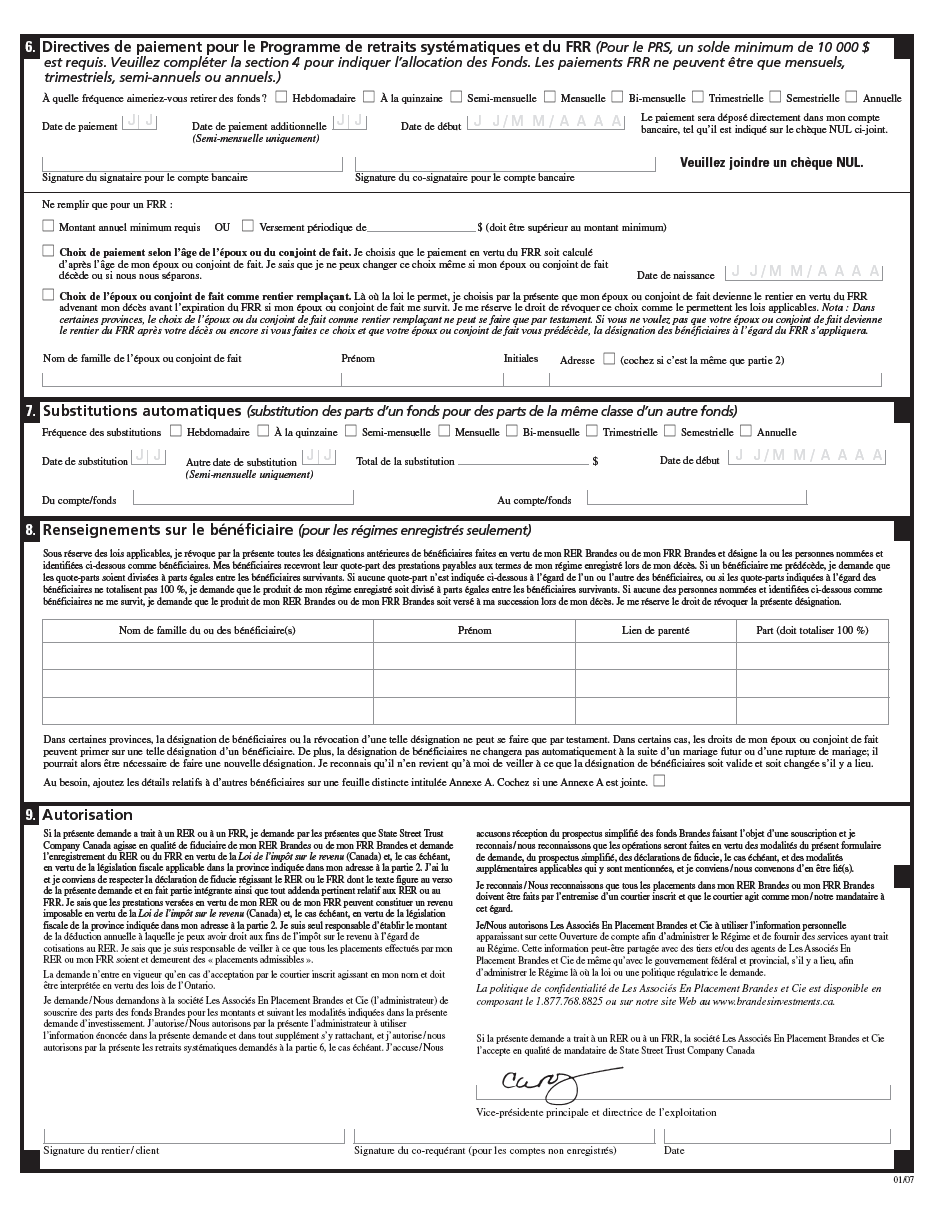 6. Directives de paiement pour le Programme de retraits systématiques et du FRR (Pour le PRS, un solde minimum de 10 000 $
est requis. Veuillez compléter la section 4 pour indiquer l'allocation des Fonds. Les paiements FRR ne peuvent être que mensuels,
trimestriels, semi-annuels ou annuels.)
À quelle fréquence aimeriez-vous retirer des fonds ? Hebdomadaire À la quinzaine Semi-mensuelle Mensuelle Bi-mensuelle Trimestrielle Semestrielle Annuelle
Date de paiement J J Date de paiement additionnelle J J Date de début J J / M M / A A A A Le paiement sera déposé directement dans mon compte
(Semi-mensuelle uniquement) bancaire, tel qu'il est indiqué sur le chèque NUL ci-joint.
Veuillez joindre un chèque NUL.
Signature du signataire pour le compte bancaire Signature du co-signataire pour le compte bancaire
Ne remplir que pour un FRR :
Montant annuel minimum requis OU Versement périodique de $ (doit être supérieur au montant minimum)
Choix de paiement selon l'âge de l'époux ou du conjoint de fait. Je choisis que le paiement en vertu du FRR soit calculé
d'après l'âge de mon époux ou conjoint de fait. Je sais que je ne peux changer ce choix même si mon époux ou conjoint de fait
décède ou si nous nous séparons. Date de naissance J J / M M / A A A A
Choix de l'époux ou conjoint de fait comme rentier remplaçant. Là où la loi le permet, je choisis par la présente que mon époux ou conjoint de fait devienne le rentier en vertu du FRR
advenant mon décès avant l'expiration du FRR si mon époux ou conjoint de fait me survit. Je me réserve le droit de révoquer ce choix comme le permettent les lois applicables. Nota : Dans
certaines provinces, le choix de l'époux ou du conjoint de fait comme rentier remplaçant ne peut se faire que par testament. Si vous ne voulez pas que votre époux ou conjoint de fait devienne
le rentier du FRR après votre décès ou encore si vous faites ce choix et que votre époux ou conjoint de fait vous prédécède, la désignation des bénéficiaires à l'égard du FRR s'appliquera.
Nom de famille de l'époux ou conjoint de fait Prénom Initiales Adresse (cochez si c'est la même que partie 2)
7. Substitutions automatiques (substitution des parts d'un fonds pour des parts de la même classe d'un autre fonds)
Fréquence des substitutions Hebdomadaire À la quinzaine Semi-mensuelle Mensuelle Bi-mensuelle Trimestrielle Semestrielle Annuelle
Date de substitution J J Autre date de substitution J J Total de la substitution $ Date de début J J / M M / A A A A
(Semi-mensuelle uniquement)
Du compte/fonds Au compte/fonds
8. Renseignements sur le bénéficiaire (pour les régimes enregistrés seulement)
Sous réserve des lois applicables, je révoque par la présente toutes les désignations antérieures de bénéficiaires faites en vertu de mon RER Brandes ou de mon FRR Brandes et désigne la ou les personnes nommées et
identifiées ci-dessous comme bénéficiaires. Mes bénéficiaires recevront leur quote-part des prestations payables aux termes de mon régime enregistré lors de mon décès. Si un bénéficiaire me prédécède, je demande que
les quote-parts soient divisées à parts égales entre les bénéficiaires survivants. Si aucune quote-part n'est indiquée ci-dessous à l'égard de l'un ou l'autre des bénéficiaires, ou si les quote-parts indiquées à l'égard des
bénéficiaires ne totalisent pas 100 %, je demande que le produit de mon régime enregistré soit divisé à parts égales entre les bénéficiaires survivants. Si aucune des personnes nommées et identifiées ci-dessous comme
bénéficiaires ne me survit, je demande que le produit de mon RER Brandes ou de mon FRR Brandes soit versé à ma succession lors de mon décès. Je me réserve le droit de révoquer la présente désignation.
Nom de famille du ou des bénéficiaire(s) Prénom Lien de parenté Part (doit totaliser 100 %)
Dans certaines provinces, la désignation de bénéficiaires ou la révocation d'une telle désignation ne peut se faire que par testament. Dans certains cas, les droits de mon époux ou conjoint de fait
peuvent primer sur une telle désignation d'un bénéficiaire. De plus, la désignation de bénéficiaires ne changera pas automatiquement à la suite d'un mariage futur ou d'une rupture de mariage; il
pourrait alors être nécessaire de faire une nouvelle désignation. Je reconnais qu'il n'en revient qu'à moi de veiller à ce que la désignation de bénéficiaires soit valide et soit changée s'il y a lieu.
Au besoin, ajoutez les détails relatifs à d'autres bénéficiaires sur une feuille distincte intitulée Annexe A. Cochez si une Annexe A est jointe.
9. Autorisation
Si la présente demande a trait à un RER ou à un FRR, je demande par les présentes que State Street Trust
Company Canada agisse en qualité de fiduciaire de mon RER Brandes ou de mon FRR Brandes et demande
l'enregistrement du RER ou du FRR en vertu de la Loi de l'impôt sur le revenu (Canada) et, le cas échéant,
en vertu de la législation fiscale applicable dans la province indiquée dans mon adresse à la partie 2. J'ai lu
et je conviens de respecter la déclaration de fiducie régissant le RER ou le FRR dont le texte figure au verso
de la présente demande et en fait partie intégrante ainsi que tout addenda pertinent relatif aux RER ou au
FRR. Je sais que les prestations versées en vertu de mon RER ou de mon FRR peuvent constituer un revenu
imposable en vertu de la Loi de l'impôt sur le revenu (Canada) et, le cas échéant, en vertu de la législation
fiscale de la province indiquée dans mon adresse à la partie 2. Je suis seul responsable d'établir le montant
de la déduction annuelle à laquelle je peux avoir droit aux fins de l'impôt sur le revenu à l'égard de
cotisations au RER. Je sais que je suis responsable de veiller à ce que tous les placements effectués par mon
RER ou mon FRR soient et demeurent des « placements admissibles ».
La demande n'entre en vigueur qu'en cas d'acceptation par le courtier inscrit agissant en mon nom et doit
être interprétée en vertu des lois de l'Ontario.
Je demande/Nous demandons à la société Les Associés En Placement Brandes et Cie (l'administrateur) de
souscrire des parts des fonds Brandes pour les montants et suivant les modalités indiquées dans la présente
demande d'investissement. J'autorise/Nous autorisons par la présente l'administrateur à utiliser
l'information énoncée dans la présente demande et dans tout supplément s'y rattachant, et j'autorise/nous
autorisons par la présente les retraits systématiques demandés à la partie 6, le cas échéant. J'accuse/Nous
accusons réception du prospectus simplifié des fonds Brandes faisant l'objet d'une souscription et je
reconnais/nous reconnaissons que les opérations seront faites en vertu des modalités du présent formulaire
de demande, du prospectus simplifié, des déclarations de fiducie, le cas échéant, et des modalités
supplémentaires applicables qui y sont mentionnées, et je conviens/nous convenons d'en être lié(s).
Je reconnais/Nous reconnaissons que tous les placements dans mon RER Brandes ou mon FRR Brandes
doivent être faits par l'entremise d'un courtier inscrit et que le courtier agit comme mon/notre mandataire à
cet égard.
Je/Nous autorisons Les Associés En Placement Brandes et Cie à utiliser l'information personnelle
apparaissant sur cette Ouverture de compte afin d'administrer le Régime et de fournir des services ayant trait
au Régime. Cette information peut-être partagée avec des tiers et/ou des agents de Les Associés En
Placement Brandes et Cie de même qu'avec le gouvernement fédéral et provincial, s'il y a lieu, afin
d'administrer le Régime là où la loi ou une politique régulatrice le demande.
La politique de confidentialité de Les Associés En Placement Brandes et Cie est disponible en
composant le 1.877.768.8825 ou sur notre site Web au www.brandesinvestments.ca.
Si la présente demande a trait à un RER ou à un FRR, la société Les Associés En Placement Brandes et Cie
l'accepte en qualité de mandataire de State Street Trust Company Canada
Vice-présidente principale et directrice de l'exploitation
Signature du rentier/client Signature du co-requérant (pour les comptes non enregistrés) Date
01/07